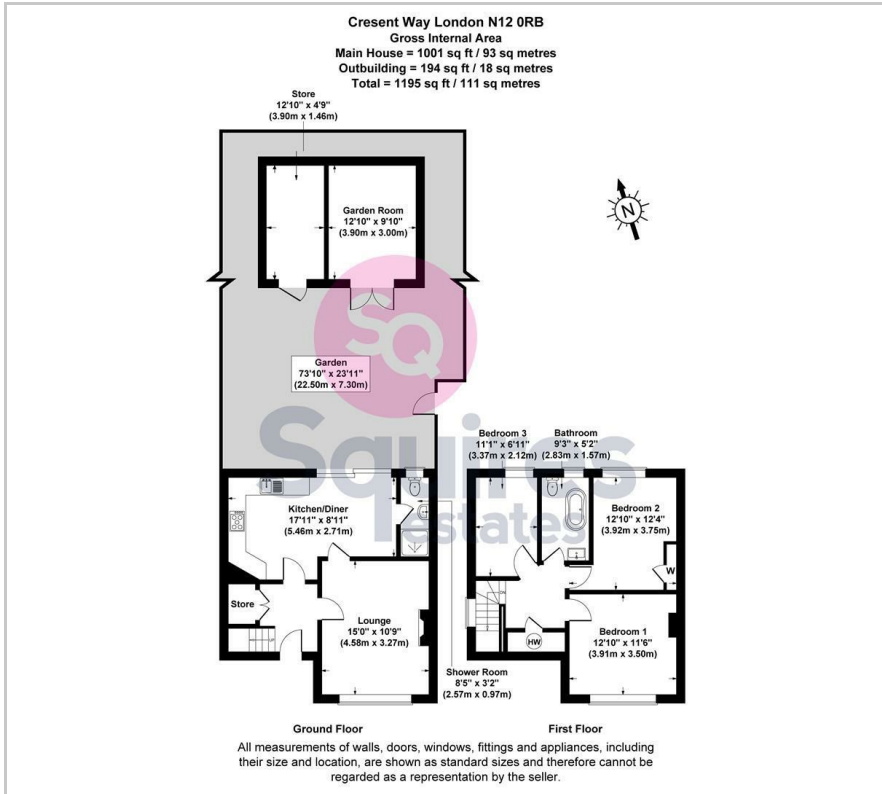 Cresent Way London N12 0RB
Gross Internal Area
Main House = 1001 sq ft / 93 sq metres
Outbuilding = 194 sq ft / 18 sq metres
Total = 1195 sq ft / 111 sq metres
Store
12'10" x 4'9"
(3.90m x 1.46m)
Garden Room
12'10" x 9'10"
(3.90m x 3.00m)
N
SQ
Garden
73'10" x 23'11"
(22.50m x 7.30m)
Squires
estates
Kitchen/Diner
17'11" x 8'11"
(5.46m x 2.71m)
Store
UP
Lounge
15'0" x 10'9"
(4.58m x 3.27m)
Shower Room
8'5" x 3'2"
(2.57m x 0.97m)
Bedroom 3
11'1" x 6'11"
(3.37m x 2.12m)
Bathroom
9'3" x 5'2"
(2.83m x 1.57m)
Bedroom 2
12'10" x 12'4"
(3.92m x 3.75m)
W
DN
HW
Bedroom 1
12'10" x 11'6"
(3.91m x 3.50m)
Ground Floor
First Floor
All measurements of walls, doors, windows, fittings and appliances, including
their size and location, are shown as standard sizes and therefore cannot be
regarded as a representation by the seller.